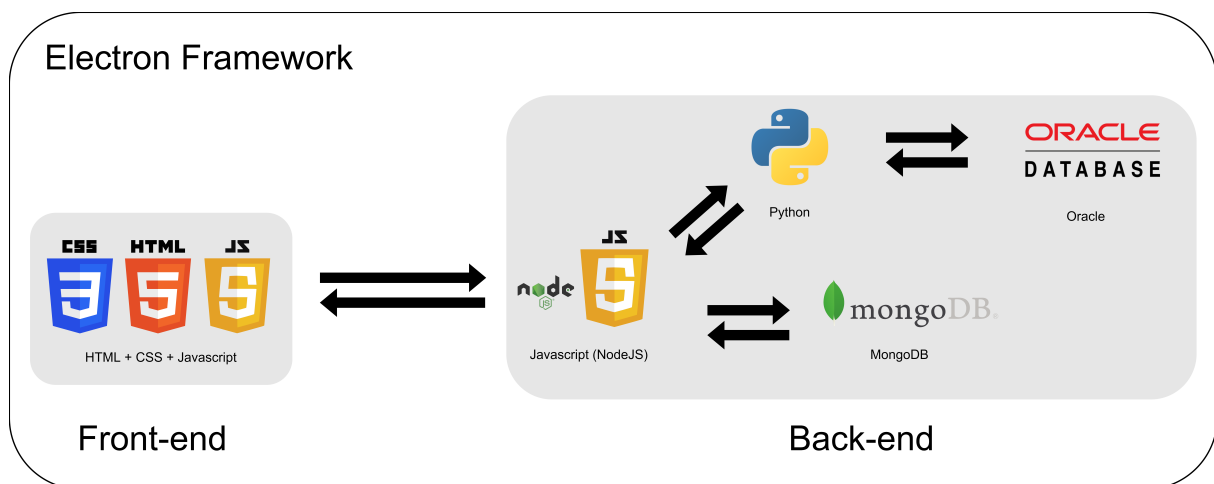 Electron Framework
CSS HTML JS
HTML + CSS + Javascript
Front-end
node
JS
JS
Javascript (NodeJS)
Python
ORACLE
DATABASE
Oracle
mongoDB.
MongoDB
Back-end